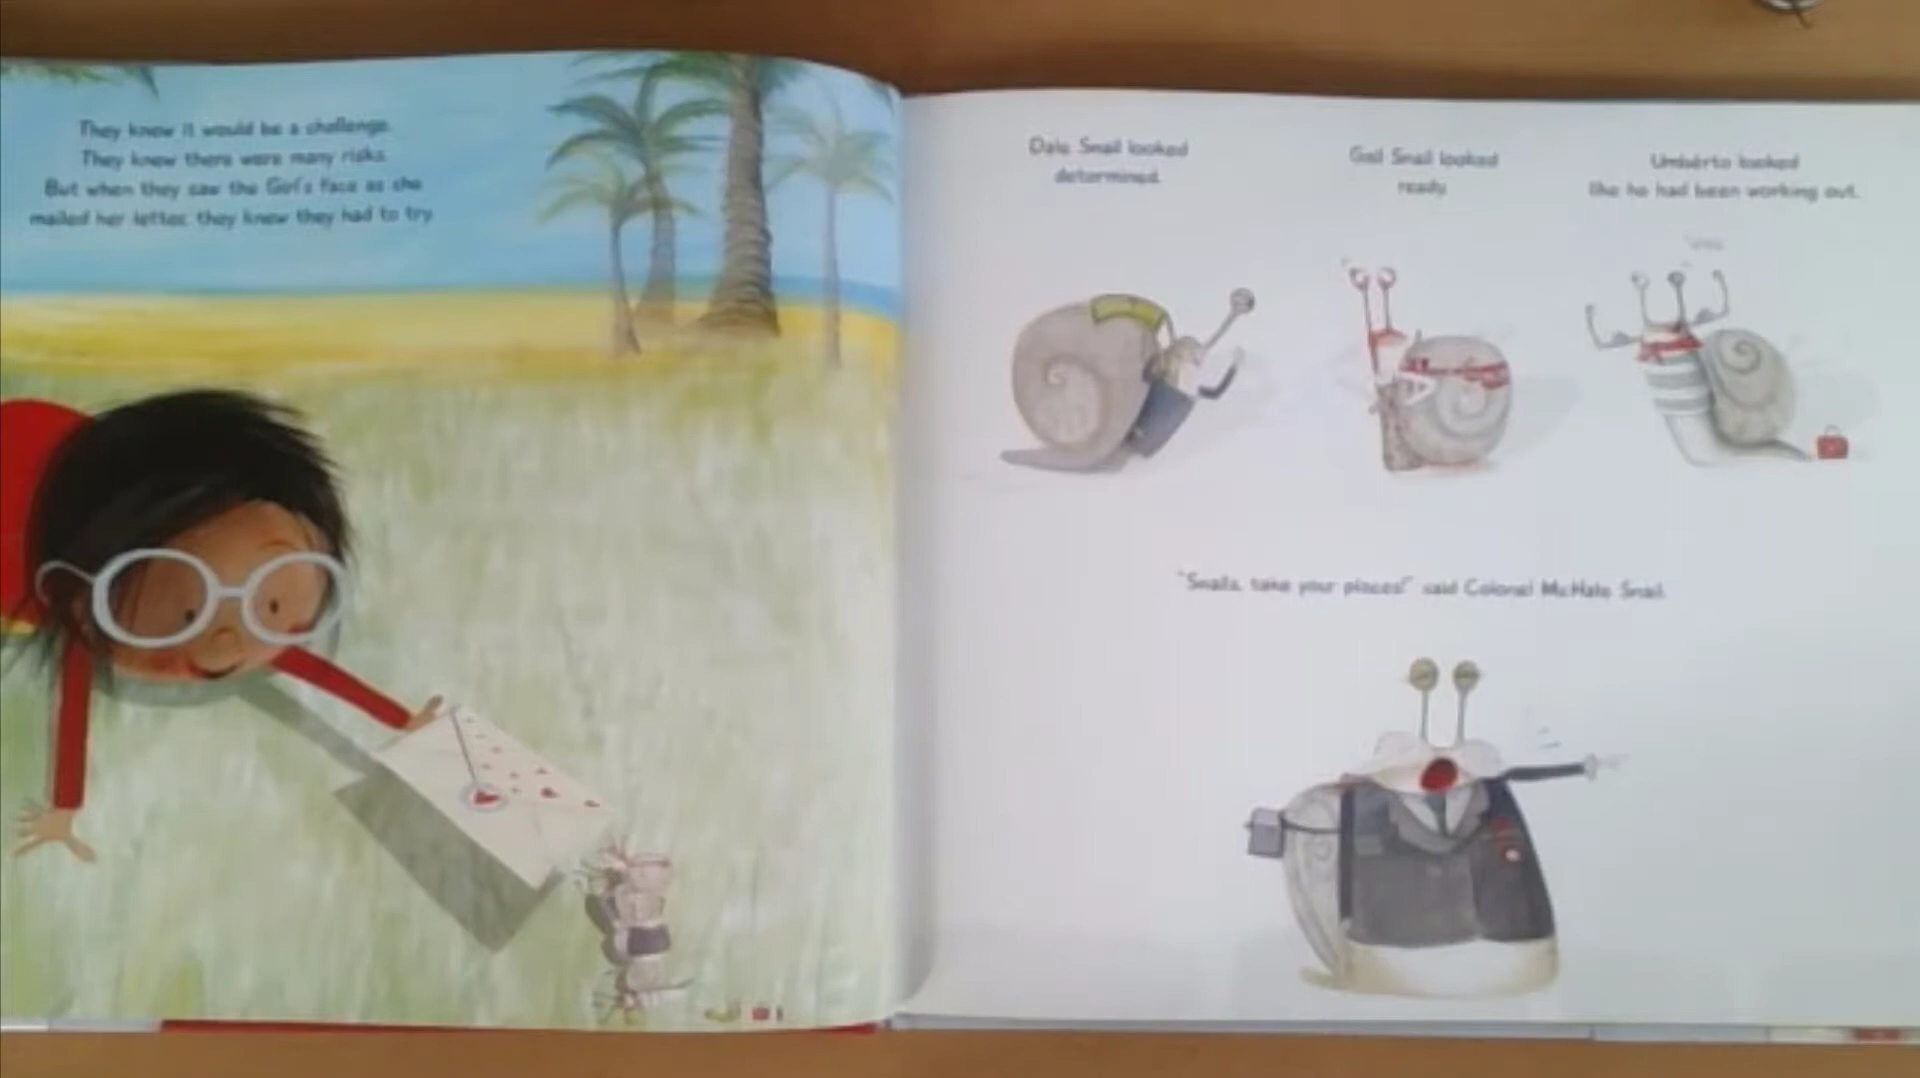 They knew it would be a challenge.
They knew there were many risks.
But when they saw the Girl's face as she
mailed her letter, they knew they had to try.
Dale Snail looked
determined.
Gail Snail looked
ready.
Umberto looked
like he had been working out.
"Snails, take your places!" said Colonel McHale Snail.